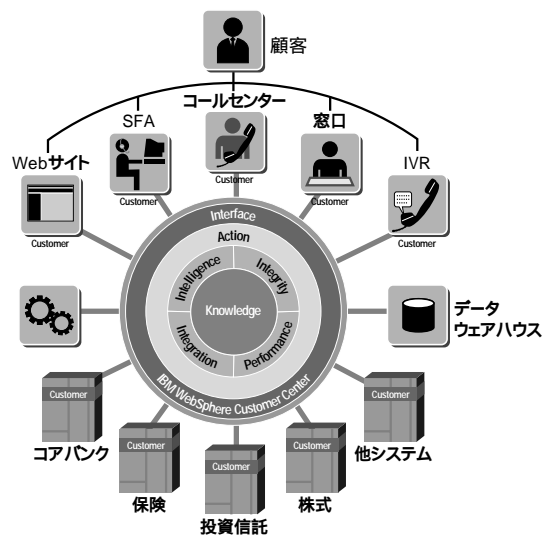 顧客
コールセンター
SFA
窓口
Webサイト
IVR
Customer
Customer
Customer
Customer
Customer
Interface
Action
Intelligence
Integrity
Knowledge
Integration
Performance
IBM WebSphere Customer Center
データ
ウェアハウス
Customer
コアバンク
Customer
保険
Customer
投資信託
Customer
株式
Customer
他システム